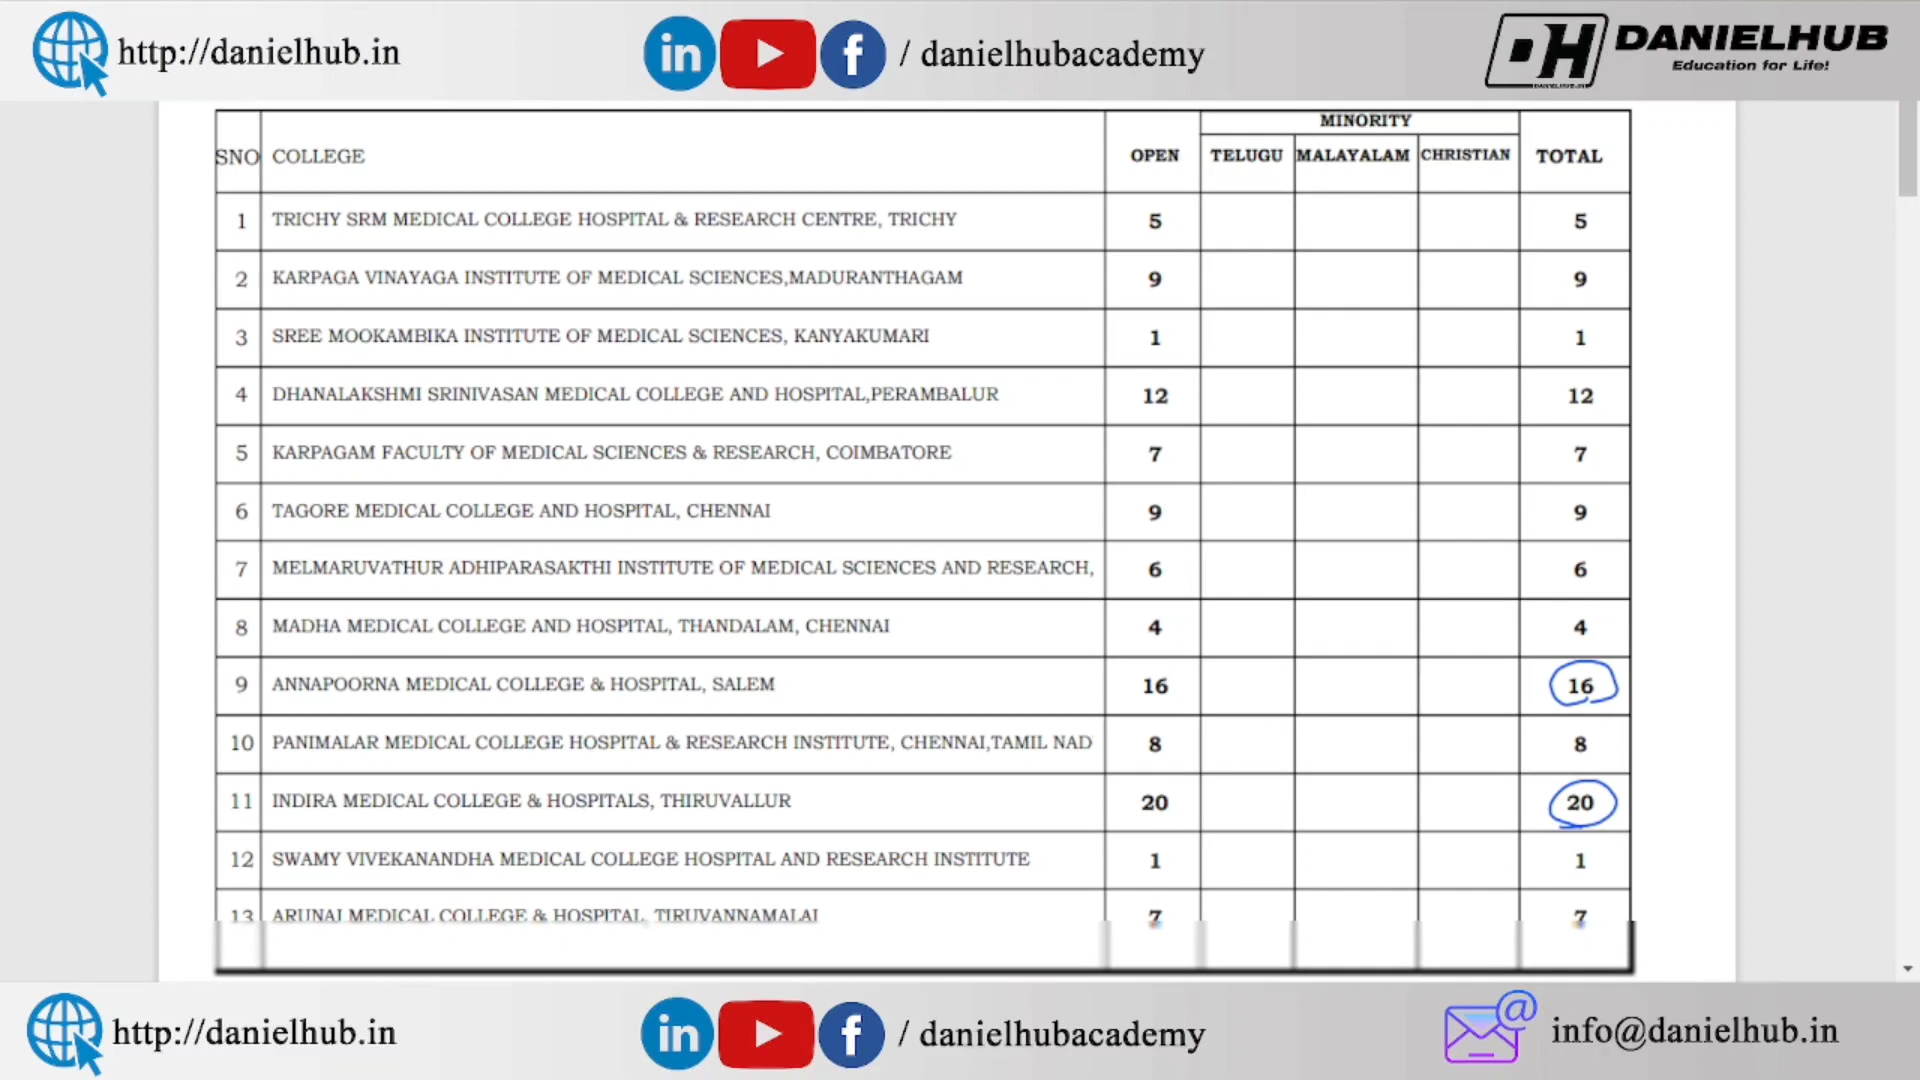 http://danielhub.in
in f / danielhubacademy
DH DANIELHUB
Education for Life!
DANIELHUB.IN
SNO COLLEGE OPEN MINORITY TOTAL
TELUGU MALAYALAM CHRISTIAN
1 TRICHY SRM MEDICAL COLLEGE HOSPITAL & RESEARCH CENTRE, TRICHY 5 5
2 KARPAGA VINAYAGA INSTITUTE OF MEDICAL SCIENCES,MADURANTHAGAM 9 9
3 SREE MOOKAMBIKA INSTITUTE OF MEDICAL SCIENCES, KANYAKUMARI 1 1
4 DHANALAKSHMI SRINIVASAN MEDICAL COLLEGE AND HOSPITAL,PERAMBALUR 12 12
5 KARPAGAM FACULTY OF MEDICAL SCIENCES & RESEARCH, COIMBATORE 7 7
6 TAGORE MEDICAL COLLEGE AND HOSPITAL, CHENNAI 9 9
7 MELMARUVATHUR ADHIPARASAKTHI INSTITUTE OF MEDICAL SCIENCES AND RESEARCH, 6 6
8 MADHA MEDICAL COLLEGE AND HOSPITAL, THANDALAM, CHENNAI 4 4
9 ANNAPOORNA MEDICAL COLLEGE & HOSPITAL, SALEM 16 16
10 PANIMALAR MEDICAL COLLEGE HOSPITAL & RESEARCH INSTITUTE, CHENNAI,TAMIL NAD 8 8
11 INDIRA MEDICAL COLLEGE & HOSPITALS, THIRUVALLUR 20 20
12 SWAMY VIVEKANANDHA MEDICAL COLLEGE HOSPITAL AND RESEARCH INSTITUTE 1 1
13 ARUNAI MEDICAL COLLEGE & HOSPITAL, TIRUVANNAMALAI 7 7
http://danielhub.in
in f / danielhubacademy
@ info@danielhub.in